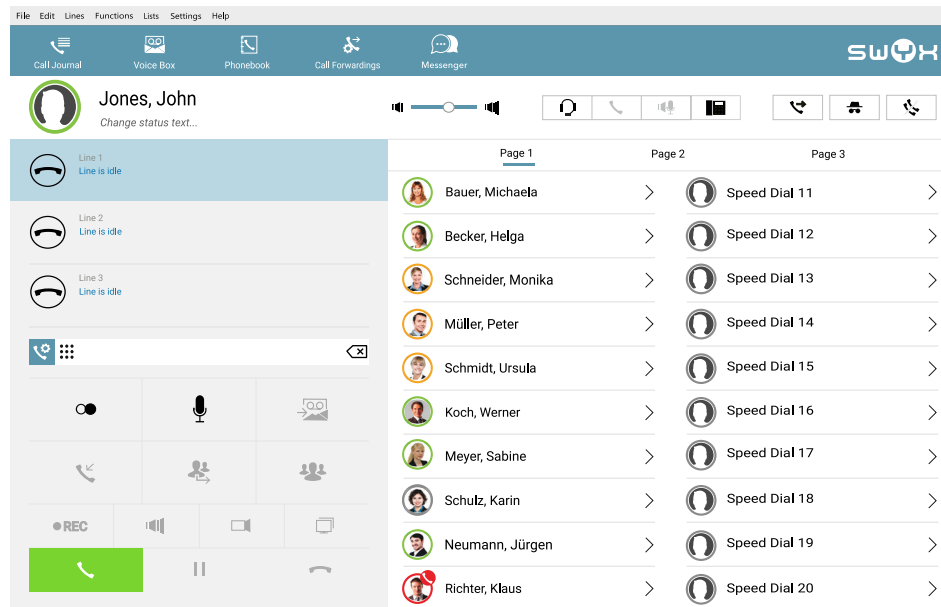 File Edit Lines Functions Lists Settings Help
Call Journal Voice Box Phonebook Call Forwardings Messenger
swyx
Jones, John
Change status text...
Line 1
Line is idle
Line 2
Line is idle
Line 3
Line is idle
REC
Page 1 Page 2 Page 3
Bauer, Michaela Speed Dial 11
Becker, Helga Speed Dial 12
Schneider, Monika Speed Dial 13
Müller, Peter Speed Dial 14
Schmidt, Ursula Speed Dial 15
Koch, Werner Speed Dial 16
Meyer, Sabine Speed Dial 17
Schulz, Karin Speed Dial 18
Neumann, Jürgen Speed Dial 19
Richter, Klaus Speed Dial 20